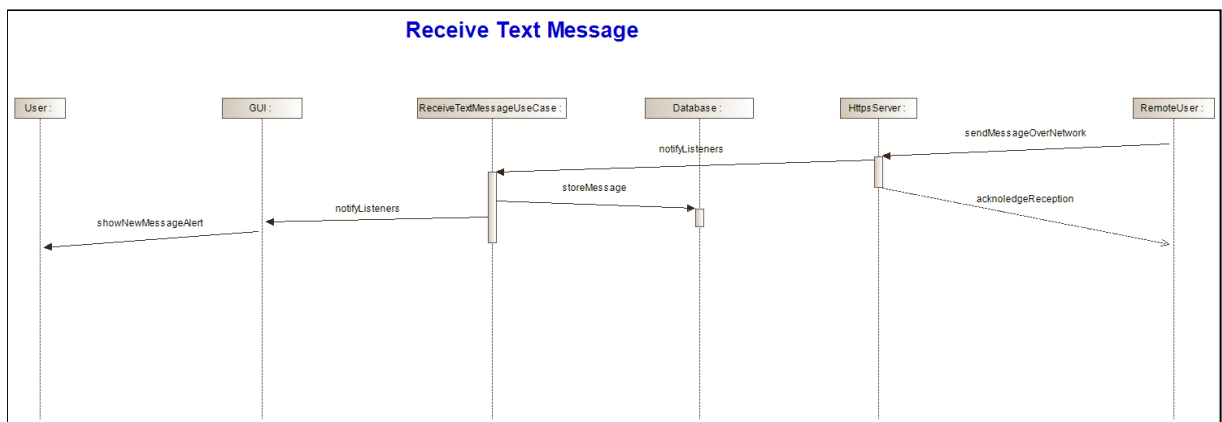 Receive Text Message
User :
GUI :
ReceiveTextMessageUseCase :
Database :
HttpsServer :
RemoteUser :
sendMessageOverNetwork
notifyListeners
storeMessage
acknoledgeReception
notifyListeners
showNewMessageAlert